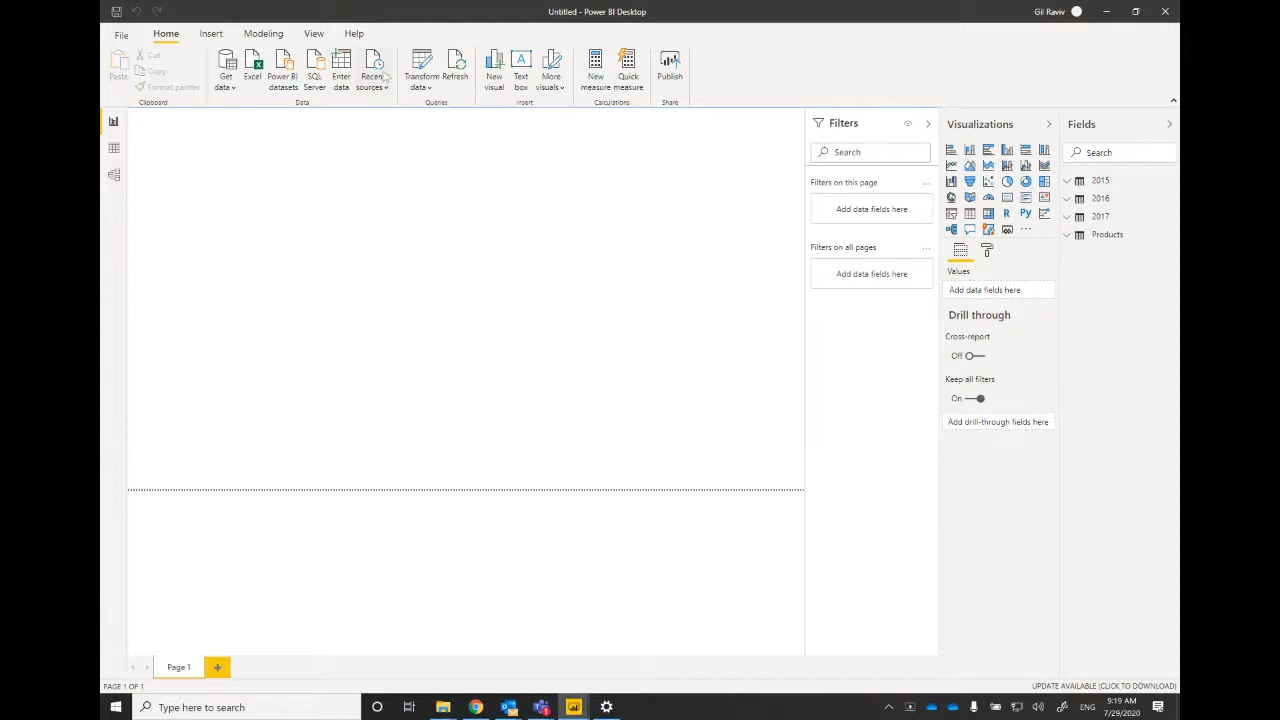 Untitled - Power BI Desktop
Gil Raviv
File
Home
Insert
Modeling
View
Help
Paste
Cut
Copy
Format painter
Clipboard
Get data
Excel
Power BI datasets
SQL Server
Enter data
Recent sources
Data
Transform data
Refresh
Queries
New visual
Text box
More visuals
Insert
New measure
Quick measure
Calculations
Publish
Share
Filters
Search
Filters on this page
...
Add data fields here
Filters on all pages
...
Add data fields here
Visualizations
R
Py
...
Values
Add data fields here
Drill through
Cross-report
Off
Keep all filters
On
Add drill-through fields here
Fields
Search
2015
2016
2017
Products
Page 1
PAGE 1 OF 1
UPDATE AVAILABLE (CLICK TO DOWNLOAD)
Type here to search
ENG
9:19 AM
7/29/2020